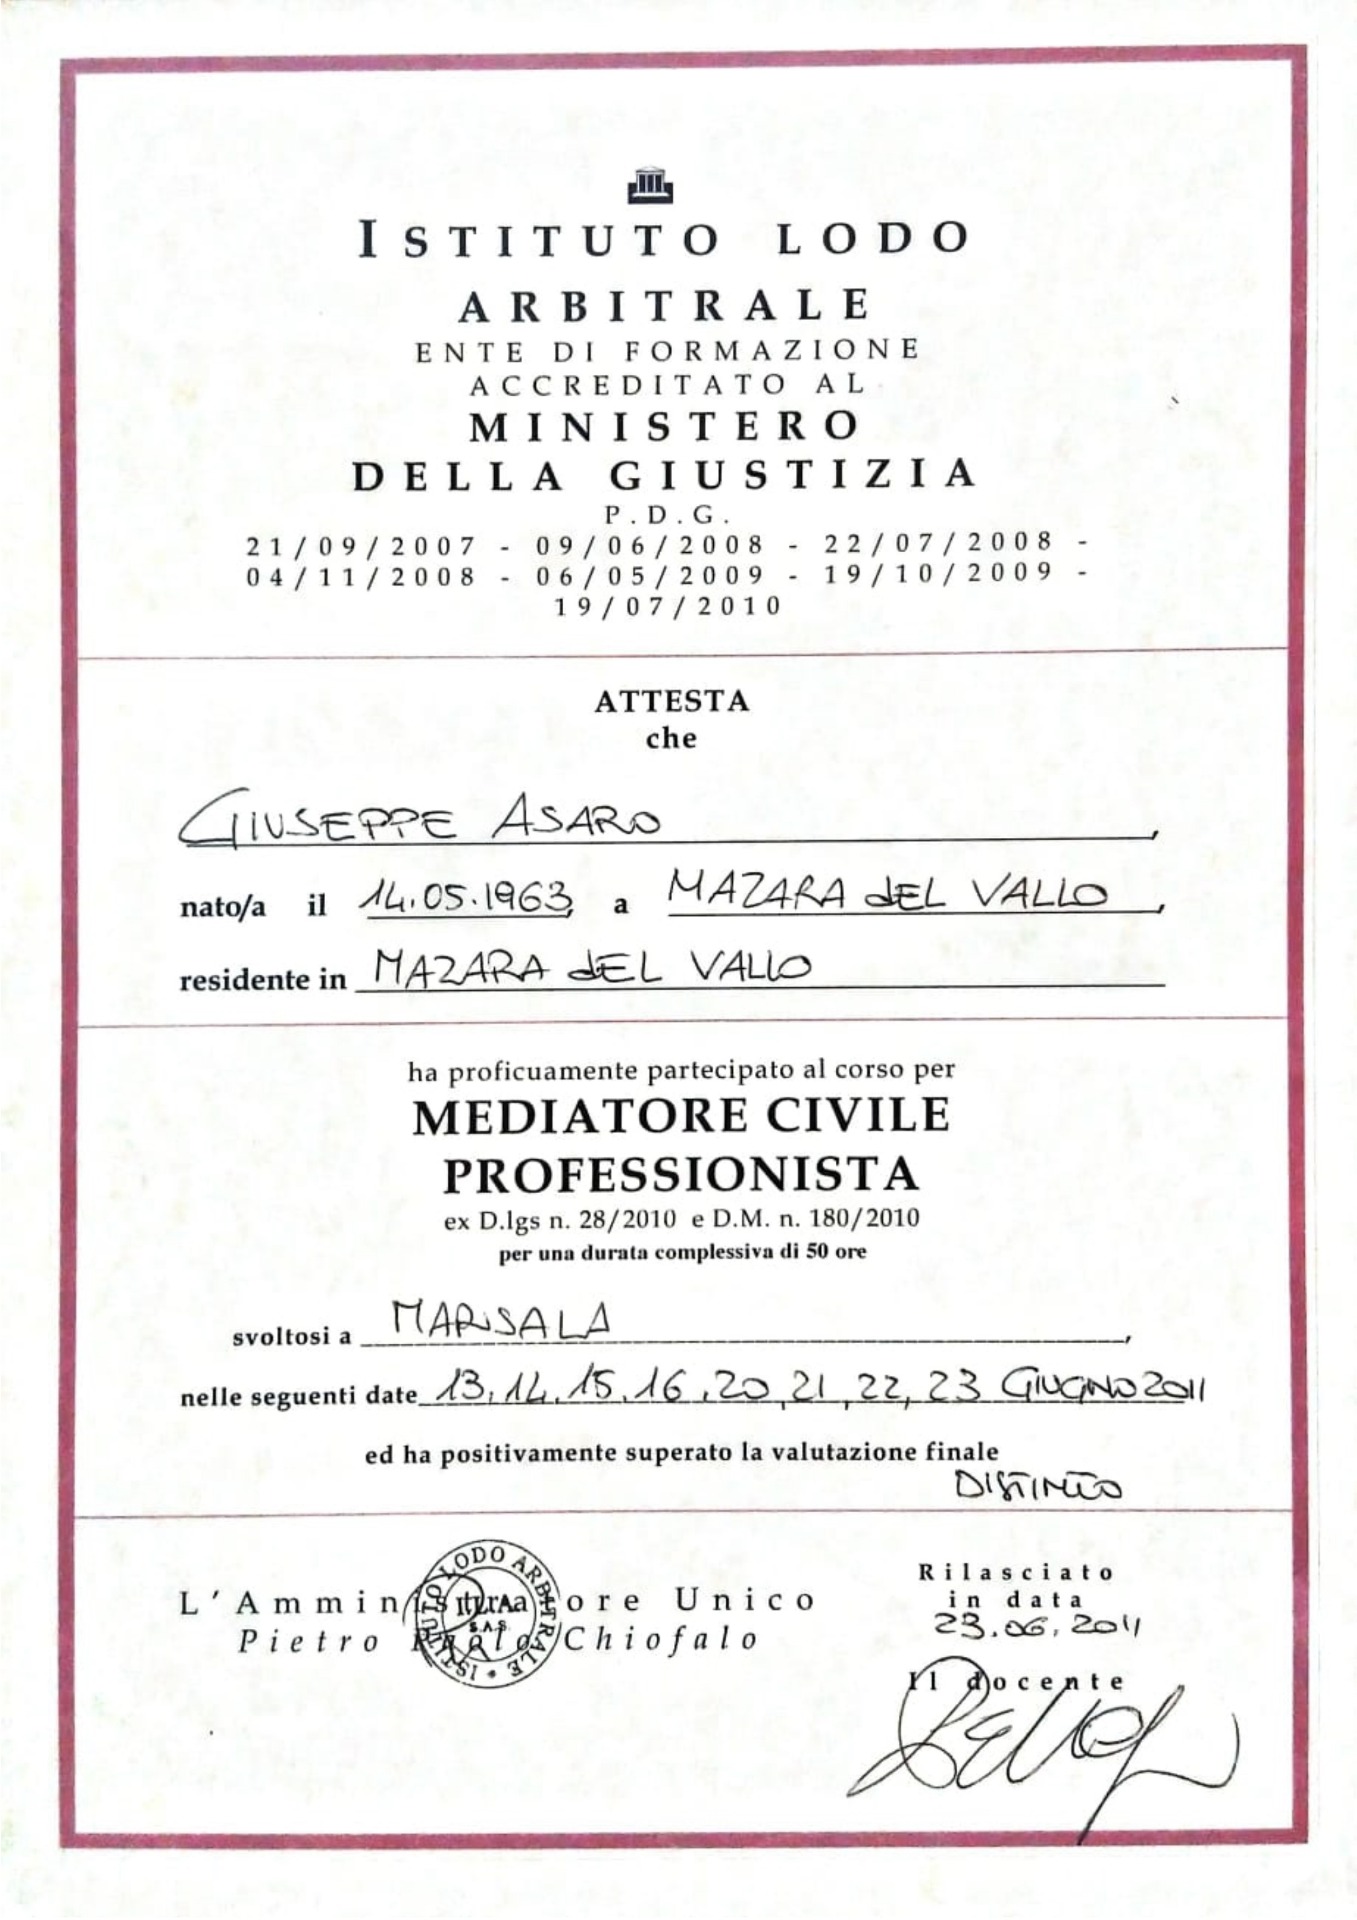 ISTITUTO LODO
ARBITRALE
ENTE DI FORMAZIONE
ACCREDITATO AL
MINISTERO
DELLA GIUSTIZIA
P.D.G.
21/09/2007 - 09/06/2008 - 22/07/2008 -
04/11/2008 - 06/05/2009 - 19/10/2009 -
19/07/2010
ATTESTA
che
GIUSEPPE ASARO,
nato/a il 14.05.1963, a MAZARA dEL VALLO,
residente in MAZARA dEL VALLO
ha proficuamente partecipato al corso per
MEDIATORE CIVILE
PROFESSIONISTA
ex D.lgs n. 28/2010 e D.M. n. 180/2010
per una durata complessiva di 50 ore
svoltosi a MARSALA,
nelle seguenti date 13, 14, 15, 16, 20, 21, 22, 23 GIUGNO 2011
ed ha positivamente superato la valutazione finale
DISTINTO
L'Amministratore Unico
Pietro Paolo Chiofalo
ISTITUTO LODO ARBITRALE
S.A.S.
Rilasciato
in data
23.06.2011
Il docente